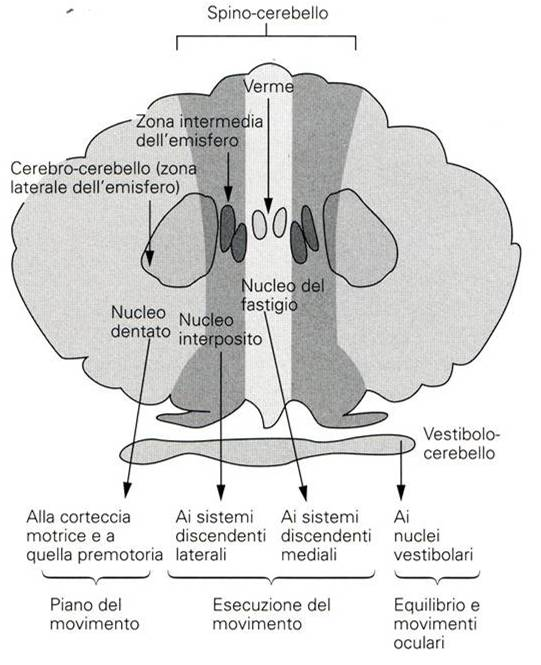 Spino-cerebello
Verme
Zona intermedia
dell'emisfero
Cerebro-cerebello (zona
laterale dell'emisfero)
Nucleo
dentato
Nucleo
interposito
Nucleo del
fastigio
Vestibolo-
cerebello
Alla corteccia
motrice e a
quella premotoria
Ai sistemi
discendenti
laterali
Ai sistemi
discendenti
mediali
Ai
nuclei
vestibolari
Piano del
movimento
Esecuzione del
movimento
Equilibrio e
movimenti
oculari